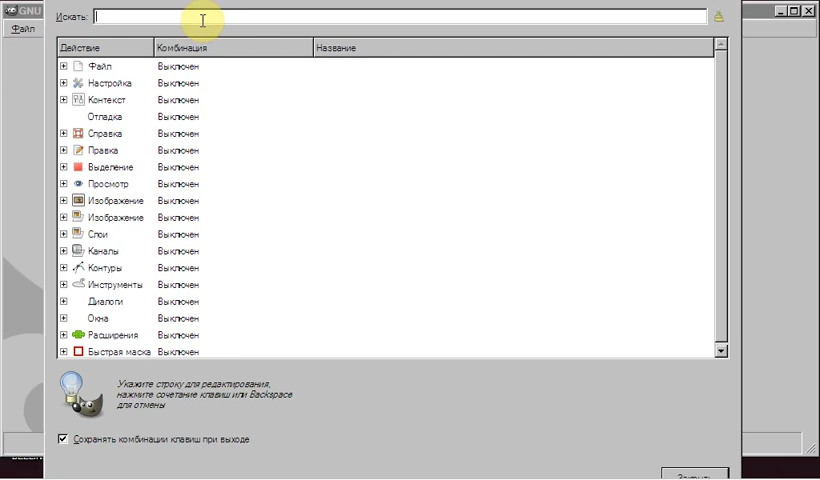 GNU
Файл
Искать:
Действие Комбинация Название
Файл Выключен
Настройка Выключен
Контекст Выключен
Отладка Выключен
Справка Выключен
Правка Выключен
Выделение Выключен
Просмотр Выключен
Изображение Выключен
Изображение Выключен
Слои Выключен
Каналы Выключен
Контуры Выключен
Инструменты Выключен
Диалоги Выключен
Окна Выключен
Расширения Выключен
Быстрая маска Выключен
Укажите строку для редактирования,
нажмите сочетание клавиш или Backspace
для отмены
Сохранять комбинации клавиш при выходе